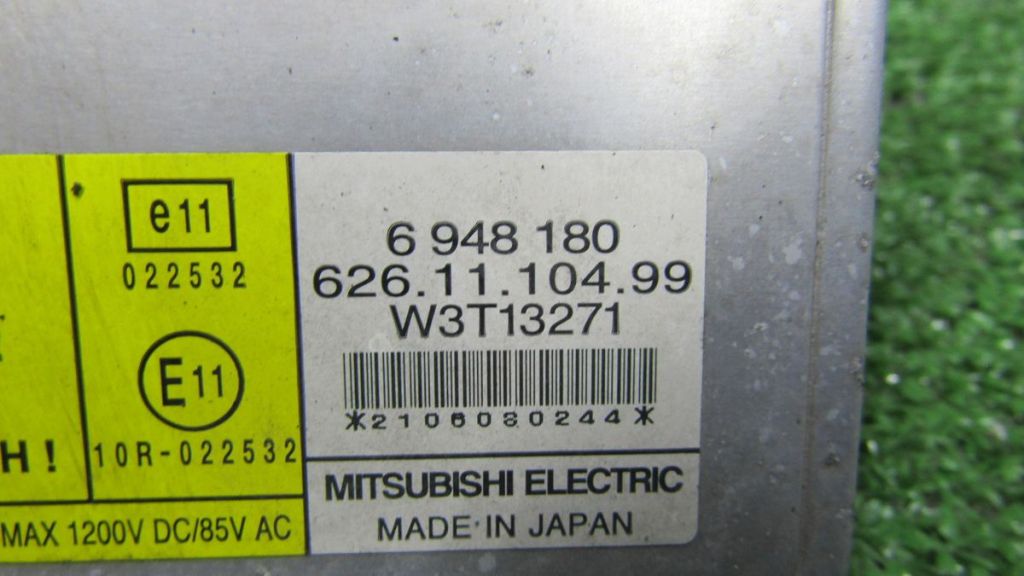 e11
022532
E11
10R-022532
H!
MAX 1200V DC/85V AC
6 948 180
626.11.104.99
W3T13271
*2106080244*
MITSUBISHI ELECTRIC
MADE IN JAPAN